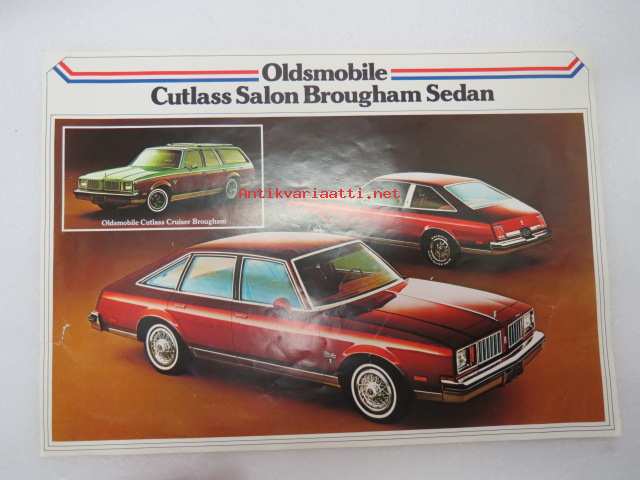 Oldsmobile
Cutlass Salon Brougham Sedan
Oldsmobile Cutlass Cruiser Brougham
Antikvariaatti.net